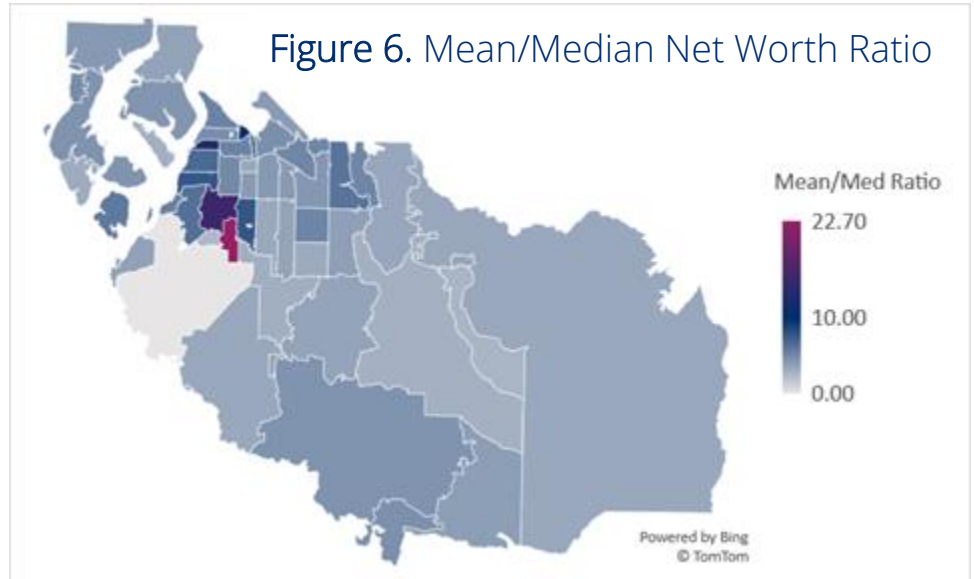 Figure 6. Mean/Median Net Worth Ratio
Mean/Med Ratio
22.70
10.00
0.00
Powered by Bing
© TomTom